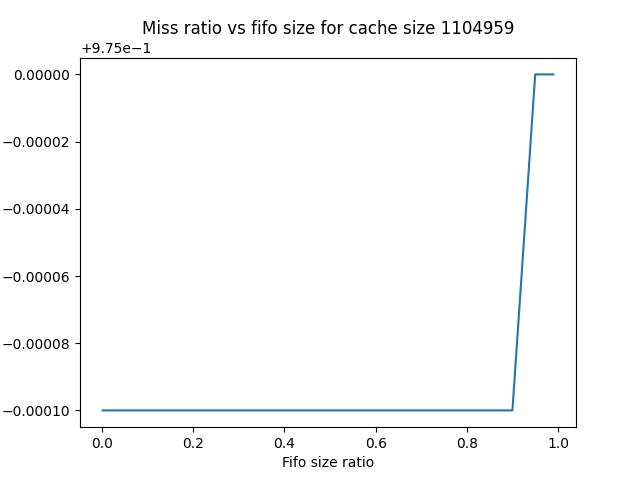 Miss ratio vs fifo size for cache size 1104959
+9.75e−1
0.00000
−0.00002
−0.00004
−0.00006
−0.00008
−0.00010
0.0 0.2 0.4 0.6 0.8 1.0
Fifo size ratio